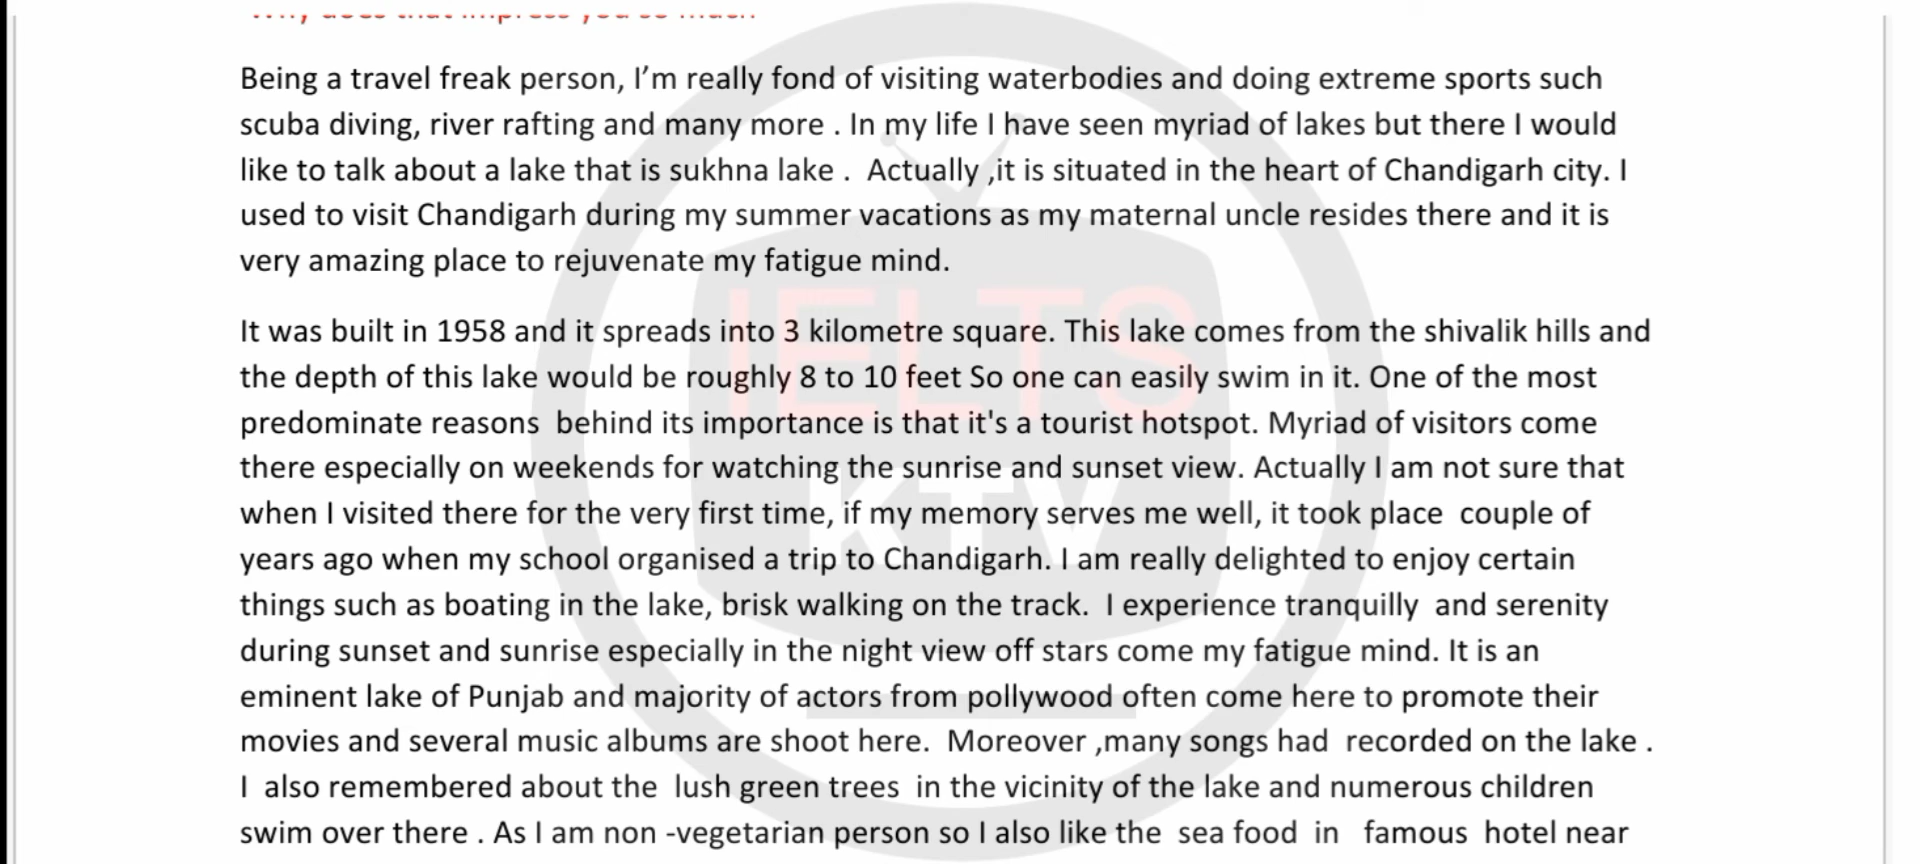 Why does that impress you so much
Being a travel freak person, I’m really fond of visiting waterbodies and doing extreme sports such
scuba diving, river rafting and many more . In my life I have seen myriad of lakes but there I would
like to talk about a lake that is sukhna lake .  Actually ,it is situated in the heart of Chandigarh city. I
used to visit Chandigarh during my summer vacations as my maternal uncle resides there and it is
very amazing place to rejuvenate my fatigue mind.
It was built in 1958 and it spreads into 3 kilometre square. This lake comes from the shivalik hills and
the depth of this lake would be roughly 8 to 10 feet So one can easily swim in it. One of the most
predominate reasons  behind its importance is that it's a tourist hotspot. Myriad of visitors come
there especially on weekends for watching the sunrise and sunset view. Actually I am not sure that
when I visited there for the very first time, if my memory serves me well, it took place  couple of
years ago when my school organised a trip to Chandigarh. I am really delighted to enjoy certain
things such as boating in the lake, brisk walking on the track.  I experience tranquilly  and serenity
during sunset and sunrise especially in the night view off stars come my fatigue mind. It is an
eminent lake of Punjab and majority of actors from pollywood often come here to promote their
movies and several music albums are shoot here.  Moreover ,many songs had  recorded on the lake .
I  also remembered about the  lush green trees  in the vicinity of the lake and numerous children
swim over there . As I am non -vegetarian person so I also like the  sea food  in   famous  hotel near
IELTS
KTV